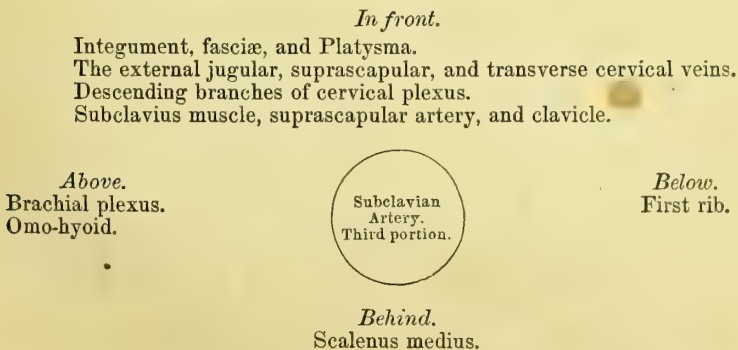 In front.
Integument, fasciæ, and Platysma.
The external jugular, suprascapular, and transverse cervical veins.
Descending branches of cervical plexus.
Subclavius muscle, suprascapular artery, and clavicle.
Above.
Brachial plexus.
Omo-hyoid.
Subclavian
Artery.
Third portion.
Below.
First rib.
Behind.
Scalenus medius.